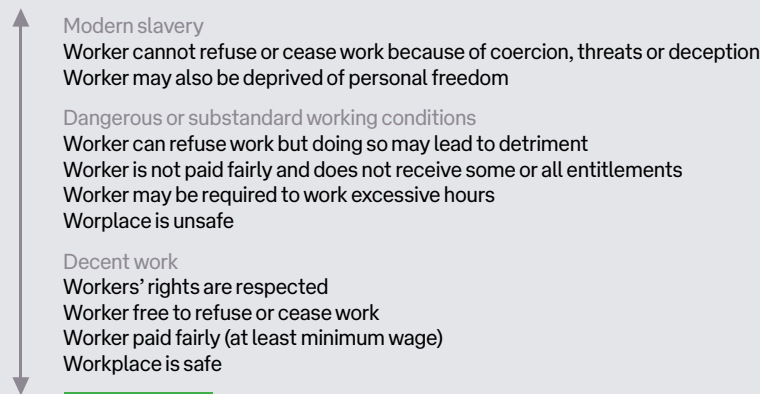 Modern slavery
Worker cannot refuse or cease work because of coercion, threats or deception
Worker may also be deprived of personal freedom
Dangerous or substandard working conditions
Worker can refuse work but doing so may lead to detriment
Worker is not paid fairly and does not receive some or all entitlements
Worker may be required to work excessive hours
Worplace is unsafe
Decent work
Workers’ rights are respected
Worker free to refuse or cease work
Worker paid fairly (at least minimum wage)
Workplace is safe